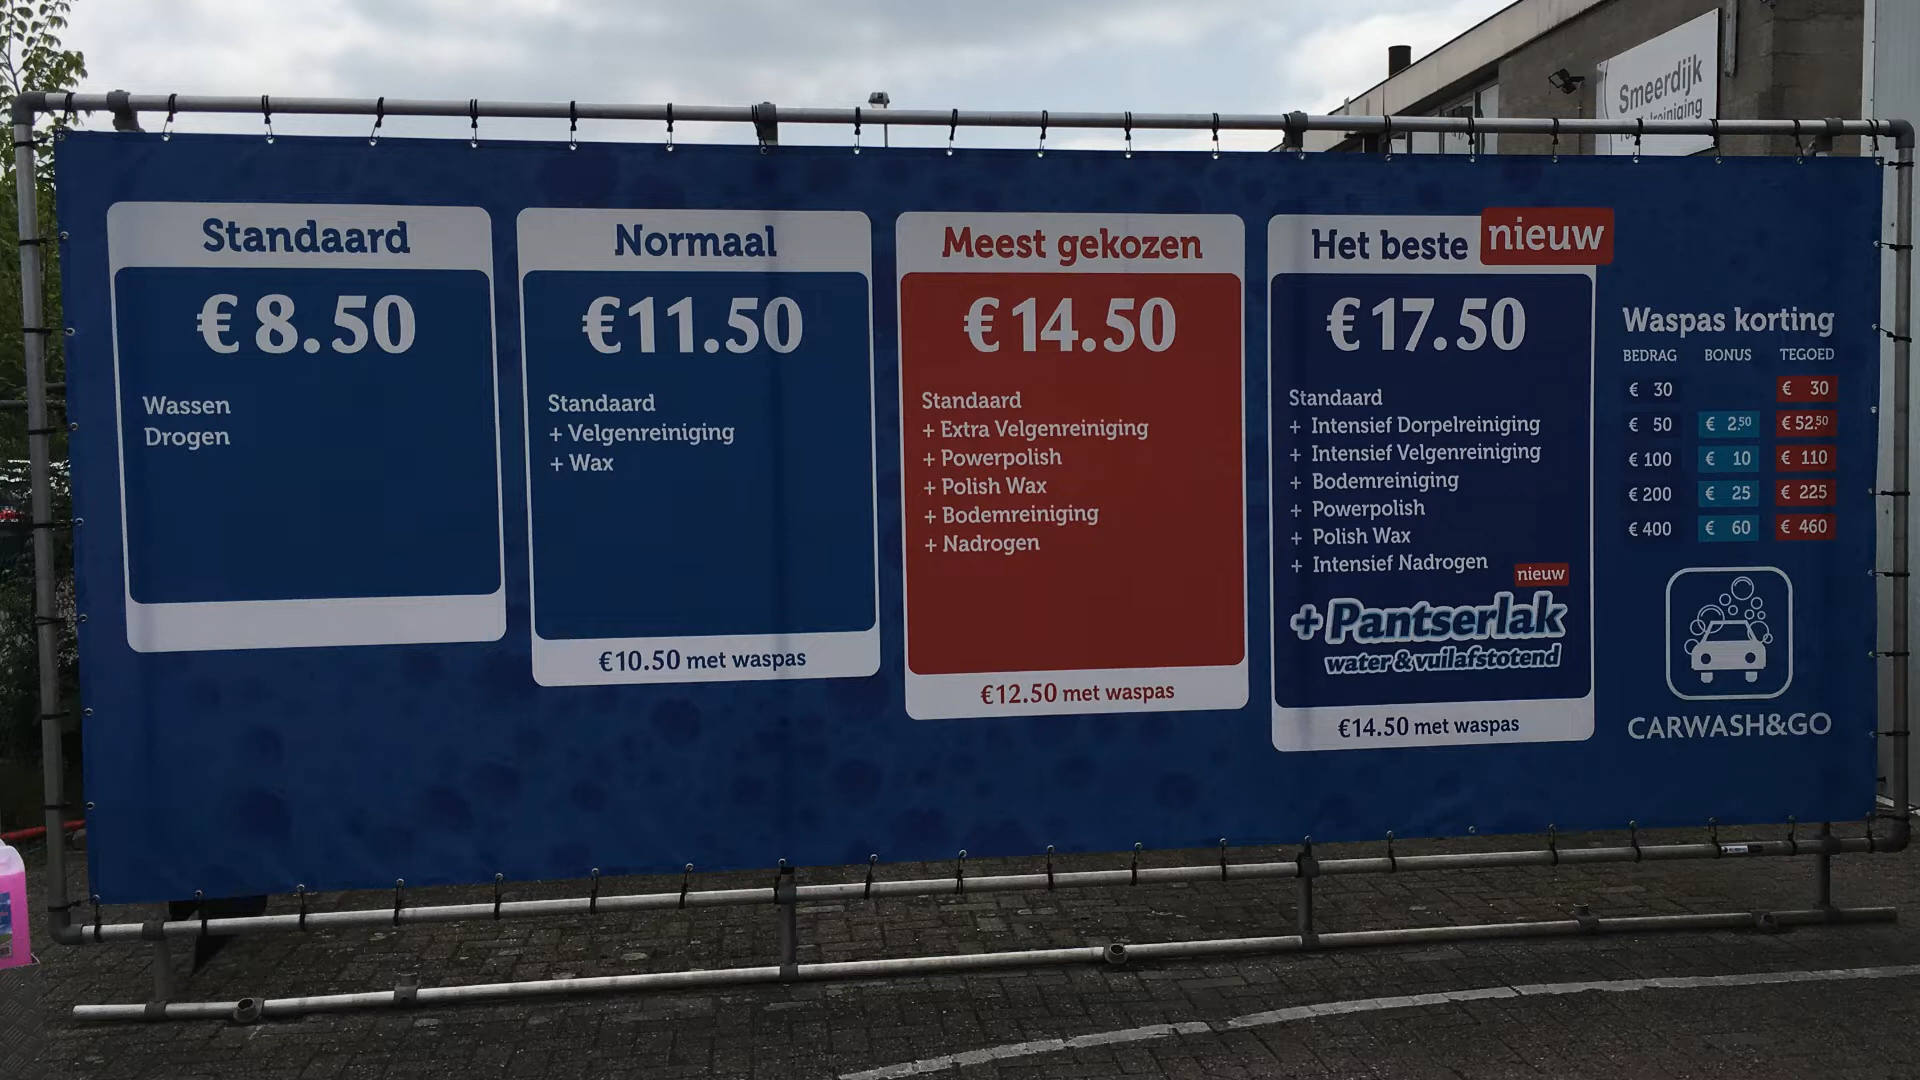 Smeerdijk
Standaard
€ 8.50
Wassen
Drogen
Normaal
€11.50
Standaard
+ Velgenreiniging
+ Wax
€10.50 met waspas
Meest gekozen
€14.50
Standaard
+ Extra Velgenreiniging
+ Powerpolish
+ Polish Wax
+ Bodemreiniging
+ Nadrogen
€12.50 met waspas
Het beste nieuw
€17.50
Standaard
+ Intensief Dorpelreiniging
+ Intensief Velgenreiniging
+ Bodemreiniging
+ Powerpolish
+ Polish Wax
+ Intensief Nadrogen
nieuw
+ Pantserlak
water & vuilafstotend
€14.50 met waspas
Waspas korting
BEDRAG BONUS TEGOED
€ 30 € 30
€ 50 € 2.50 € 52.50
€ 100 € 10 € 110
€ 200 € 25 € 225
€ 400 € 60 € 460
CARWASH&GO